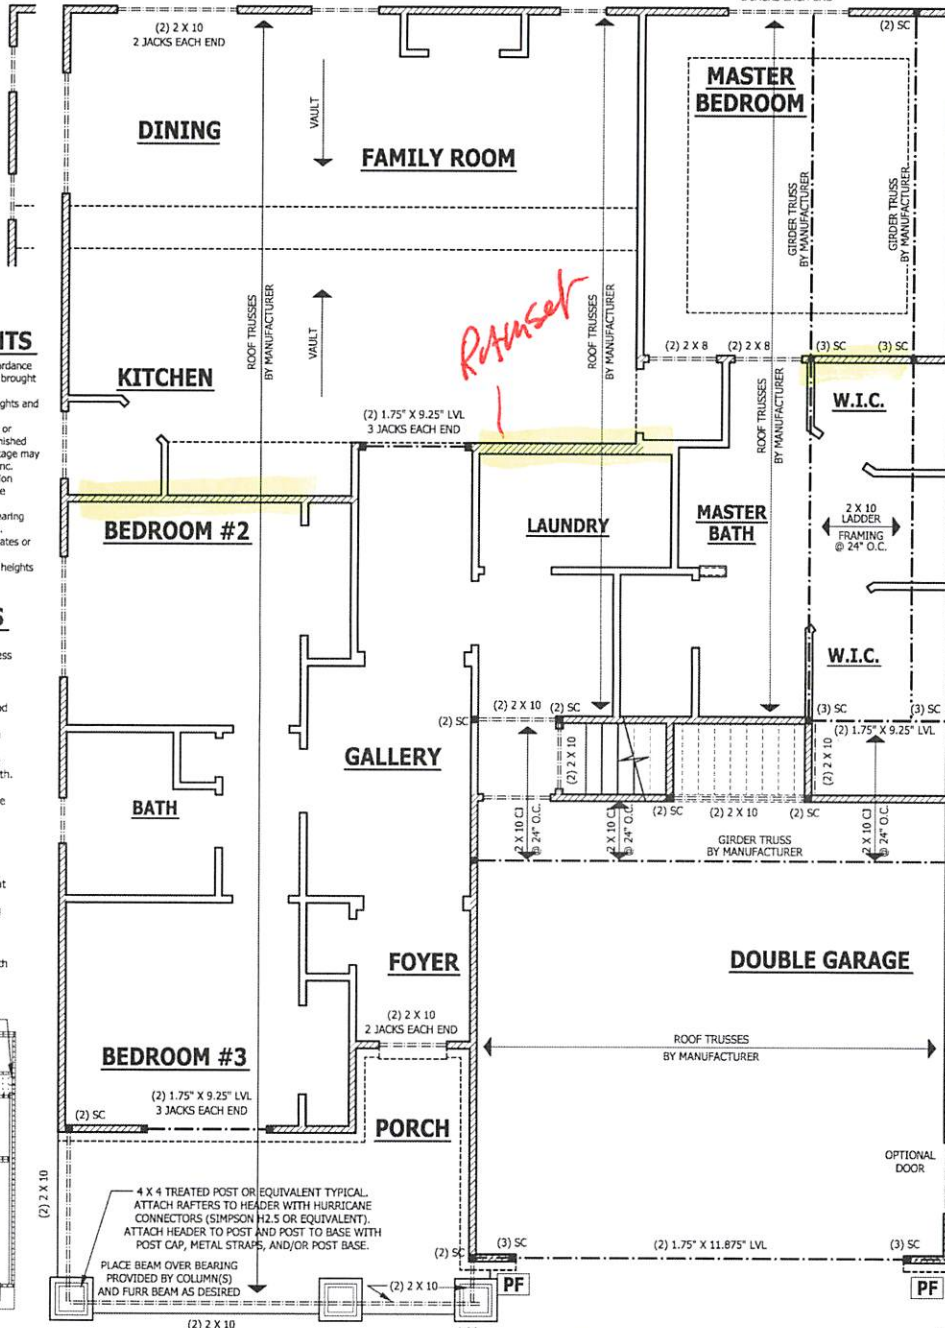 (2) 2 X 10
2 JACKS EACH END
(2) SC
MASTER
BEDROOM
DINING
VAULT
FAMILY ROOM
GIRDER TRUSS
BY MANUFACTURER
GIRDER TRUSS
BY MANUFACTURER
ROOF TRUSSES
BY MANUFACTURER
VAULT
Ramset
ROOF TRUSSES
BY MANUFACTURER
(2) 2 X 8
(2) 2 X 8
(3) SC
(3) SC
ITS
ordance
brought
ghts and
or
nished
tage may
nc.
ion
e
earing
ates or
heights
KITCHEN
W.I.C.
(2) 1.75" X 9.25" LVL
3 JACKS EACH END
ROOF TRUSSES
BY MANUFACTURER
BEDROOM #2
LAUNDRY
MASTER
BATH
2 X 10
LADDER
FRAMING
@ 24" O.C.
S
ess
nd
th.
e
W.I.C.
(2) SC
(2) 2 X 10
(2) SC
(3) SC
(3) SC
(2) 1.75" X 9.25" LVL
GALLERY
(2) 2 X 10
(2) 2 X 10
BATH
2 X 10 CJ
@ 24" O.C.
2 X 10 CJ
@ 24" O.C.
(2) SC
(2) 2 X 10
(2) SC
2 X 10 CJ
@ 24" O.C.
GIRDER TRUSS
BY MANUFACTURER
FOYER
DOUBLE GARAGE
(2) 2 X 10
2 JACKS EACH END
ROOF TRUSSES
BY MANUFACTURER
BEDROOM #3
(2) 1.75" X 9.25" LVL
3 JACKS EACH END
(2) SC
PORCH
OPTIONAL
DOOR
(2) 2 X 10
4 X 4 TREATED POST OR EQUIVALENT TYPICAL.
ATTACH RAFTERS TO HEADER WITH HURRICANE
CONNECTORS (SIMPSON H2.5 OR EQUIVALENT).
ATTACH HEADER TO POST AND POST TO BASE WITH
POST CAP, METAL STRAPS, AND/OR POST BASE.
PLACE BEAM OVER BEARING
PROVIDED BY COLUMN(S)
AND FURR BEAM AS DESIRED
(2) SC
(3) SC
(2) 1.75" X 11.875" LVL
(3) SC
(2) 2 X 10
PF
PF
(2) 2 X 10